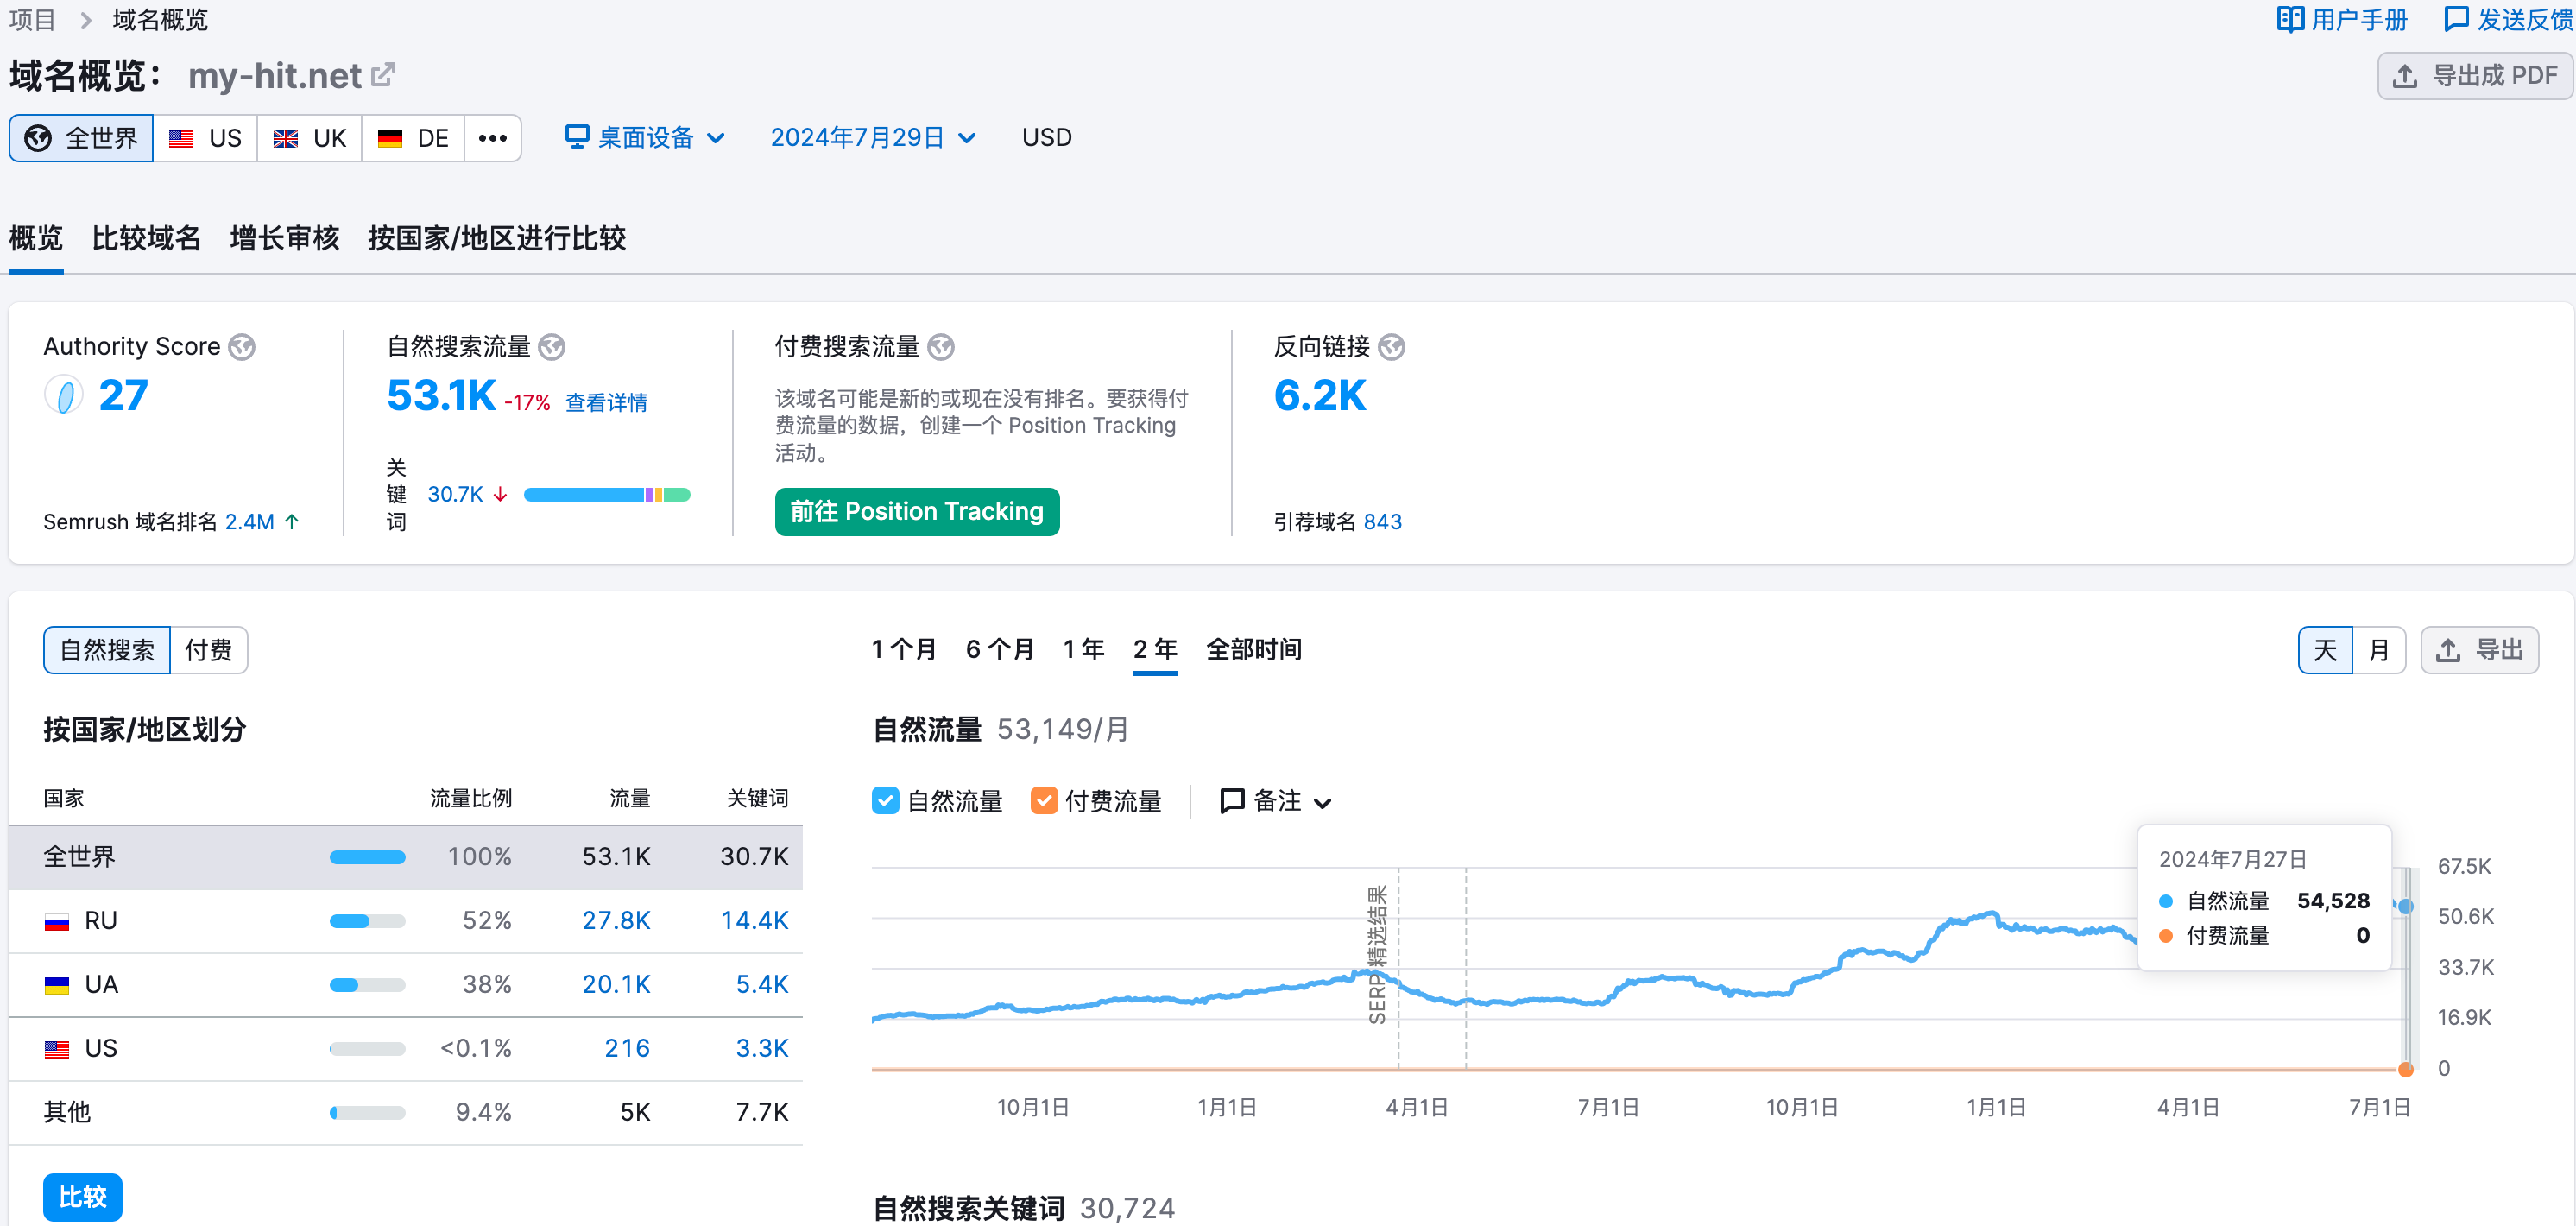 项目 > 域名概览
用户手册
发送反馈
域名概览： my-hit.net
导出成 PDF
全世界 US UK DE •••
桌面设备
2024年7月29日
USD
概览 比较域名 增长审核 按国家/地区进行比较
Authority Score
27
Semrush 域名排名 2.4M ↑
自然搜索流量
53.1K -17% 查看详情
关键词 30.7K ↓
付费搜索流量
该域名可能是新的或现在没有排名。要获得付
费流量的数据，创建一个 Position Tracking
活动。
前往 Position Tracking
反向链接
6.2K
引荐域名 843
自然搜索 付费
按国家/地区划分
国家 流量比例 流量 关键词
全世界 100% 53.1K 30.7K
RU 52% 27.8K 14.4K
UA 38% 20.1K 5.4K
US <0.1% 216 3.3K
其他 9.4% 5K 7.7K
比较
1 个月 6 个月 1 年 2 年 全部时间
天 月
导出
自然流量 53,149/月
自然流量 付费流量 备注
SERP 精选结果
2024年7月27日
自然流量 54,528
付费流量 0
67.5K
50.6K
33.7K
16.9K
0
10月1日 1月1日 4月1日 7月1日 10月1日 1月1日 4月1日 7月1日
自然搜索关键词 30,724